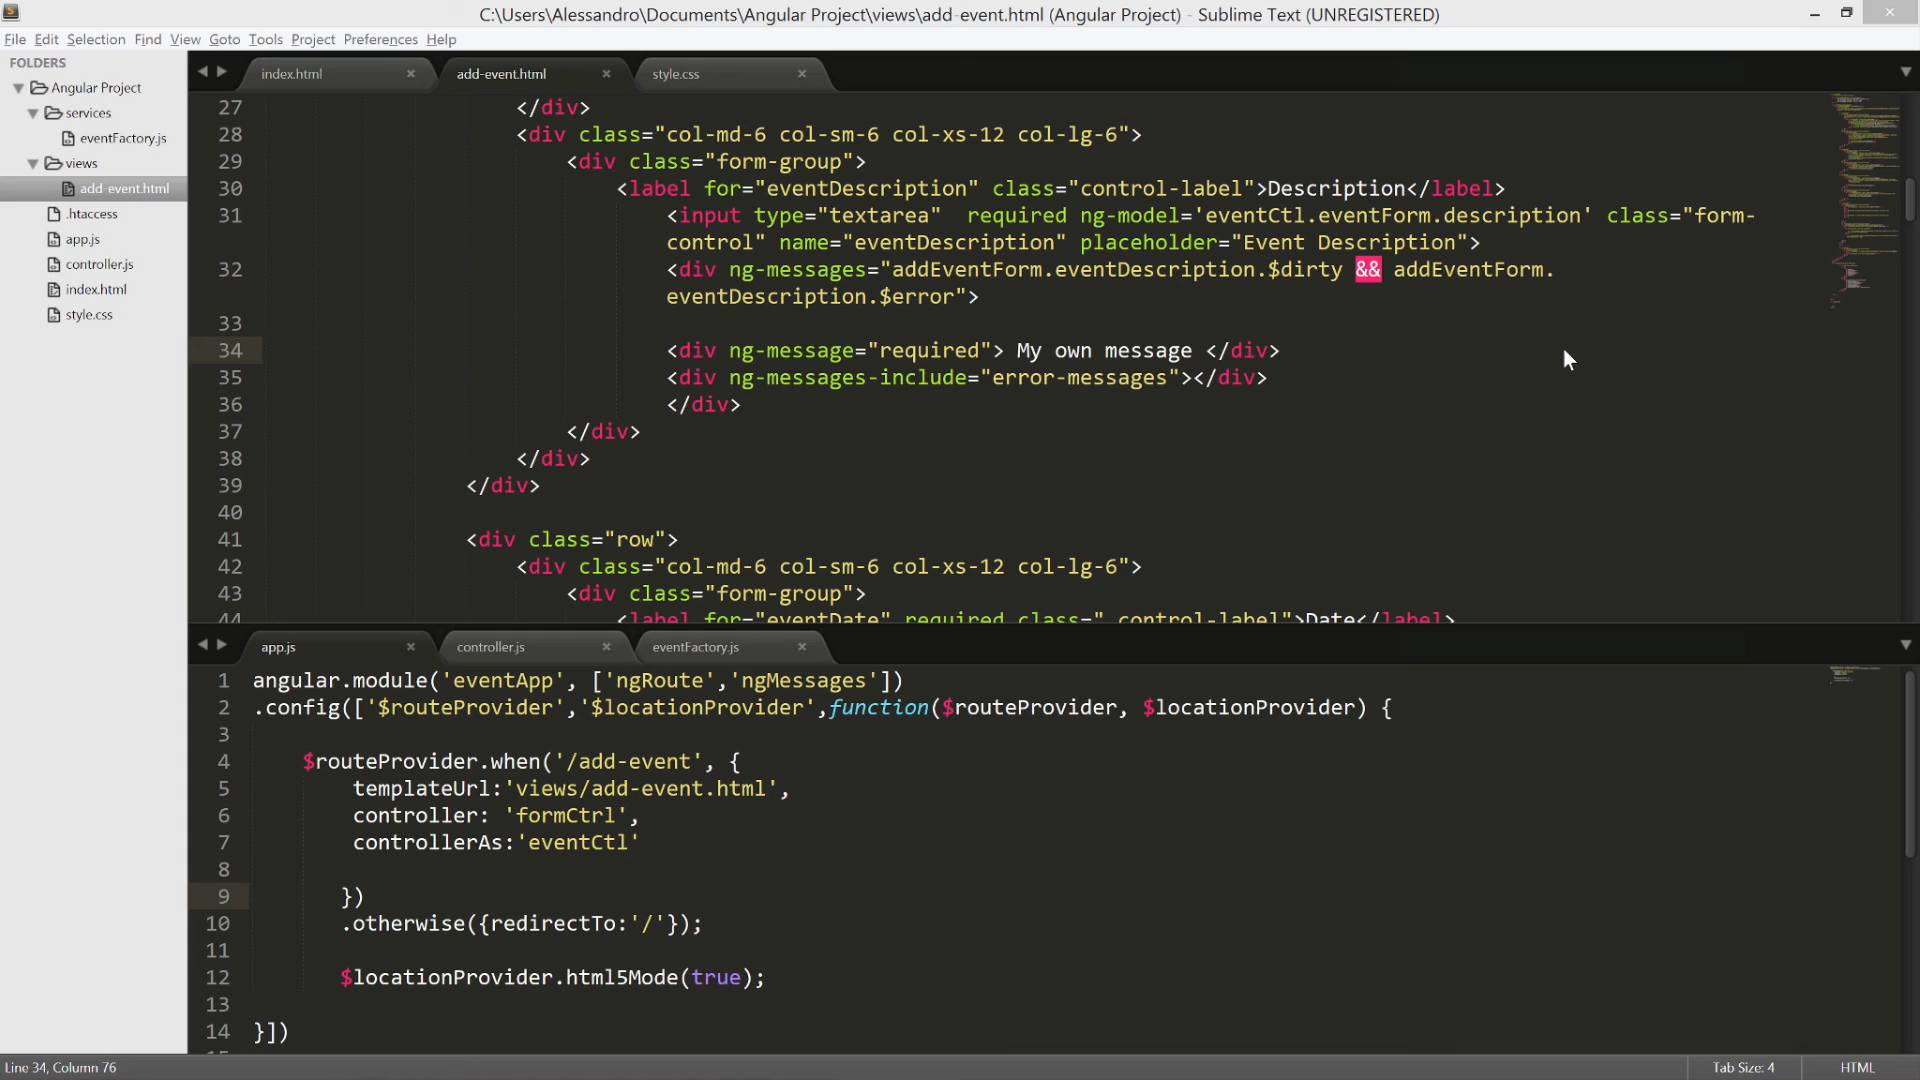 C:\Users\Alessandro\Documents\Angular Project\views\add-event.html (Angular Project) - Sublime Text (UNREGISTERED)
File Edit Selection Find View Goto Tools Project Preferences Help
FOLDERS
Angular Project
services
eventFactory.js
views
add-event.html
.htaccess
app.js
controller.js
index.html
style.css
index.html add-event.html style.css
27 </div>
28 <div class="col-md-6 col-sm-6 col-xs-12 col-lg-6">
29 <div class="form-group">
30 <label for="eventDescription" class="control-label">Description</label>
31 <input type="textarea"  required ng-model='eventCtl.eventForm.description' class="form-
control" name="eventDescription" placeholder="Event Description">
32 <div ng-messages="addEventForm.eventDescription.$dirty && addEventForm.
eventDescription.$error">
33
34 <div ng-message="required"> My own message </div>
35 <div ng-messages-include="error-messages"></div>
36 </div>
37 </div>
38 </div>
39 </div>
40
41 <div class="row">
42 <div class="col-md-6 col-sm-6 col-xs-12 col-lg-6">
43 <div class="form-group">
44 <label for="eventDate" required class=" control-label">Date</label>
app.js controller.js eventFactory.js
1 angular.module('eventApp', ['ngRoute','ngMessages'])
2 .config(['$routeProvider','$locationProvider',function($routeProvider, $locationProvider) {
3
4 $routeProvider.when('/add-event', {
5 templateUrl:'views/add-event.html',
6 controller: 'formCtrl',
7 controllerAs:'eventCtl'
8
9 })
10 .otherwise({redirectTo:'/'});
11
12 $locationProvider.html5Mode(true);
13
14 }])
Line 34, Column 76 Tab Size: 4 HTML